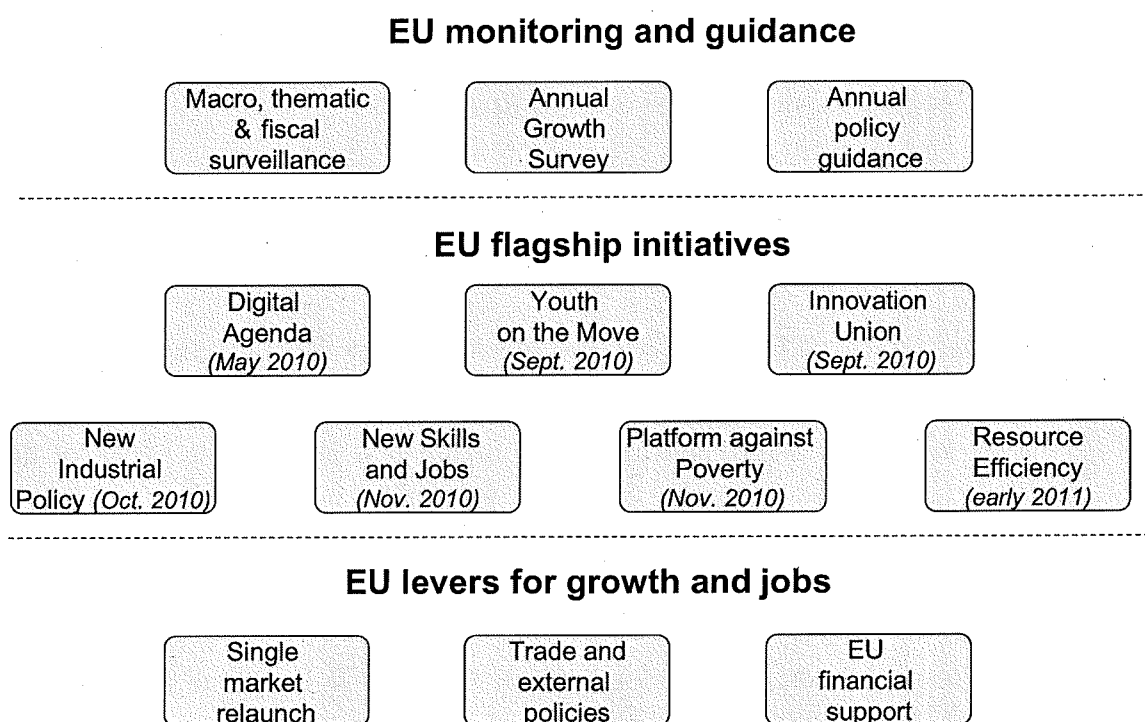 EU monitoring and guidance
Macro, thematic
& fiscal
surveillance
Annual
Growth
Survey
Annual
policy
guidance
EU flagship initiatives
Digital
Agenda
(May 2010)
Youth
on the Move
(Sept. 2010)
Innovation
Union
(Sept. 2010)
New
Industrial
Policy (Oct. 2010)
New Skills
and Jobs
(Nov. 2010)
Platform against
Poverty
(Nov. 2010)
Resource
Efficiency
(early 2011)
EU levers for growth and jobs
Single
market
relaunch
Trade and
external
policies
EU
financial
support